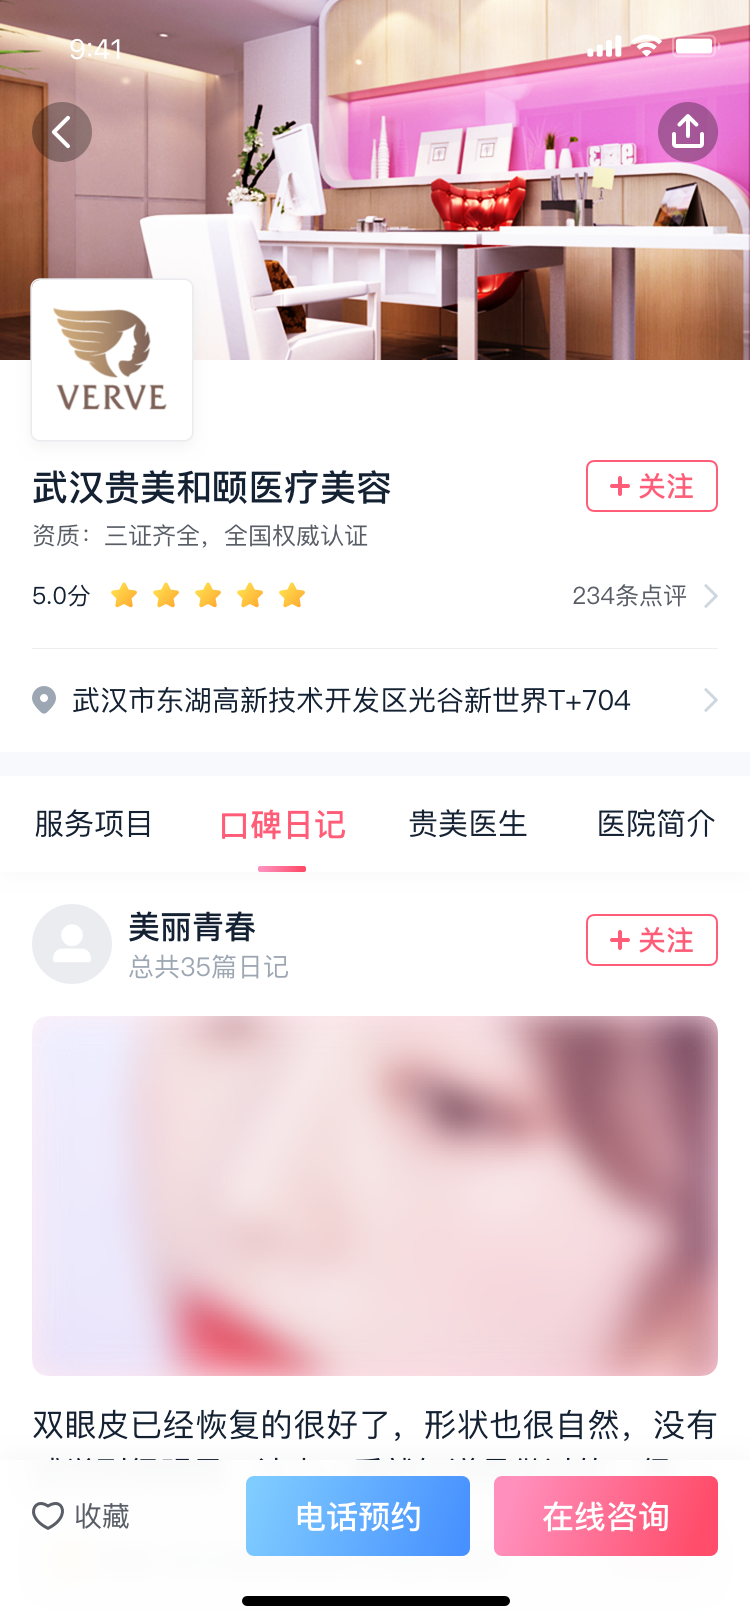 9:41
VERVE
武汉贵美和颐医疗美容
+ 关注
资质：三证齐全，全国权威认证
5.0分
234条点评
武汉市东湖高新技术开发区光谷新世界T+704
服务项目 口碑日记 贵美医生 医院简介
美丽青春
+ 关注
总共35篇日记
双眼皮已经恢复的很好了，形状也很自然，没有
收藏
电话预约
在线咨询